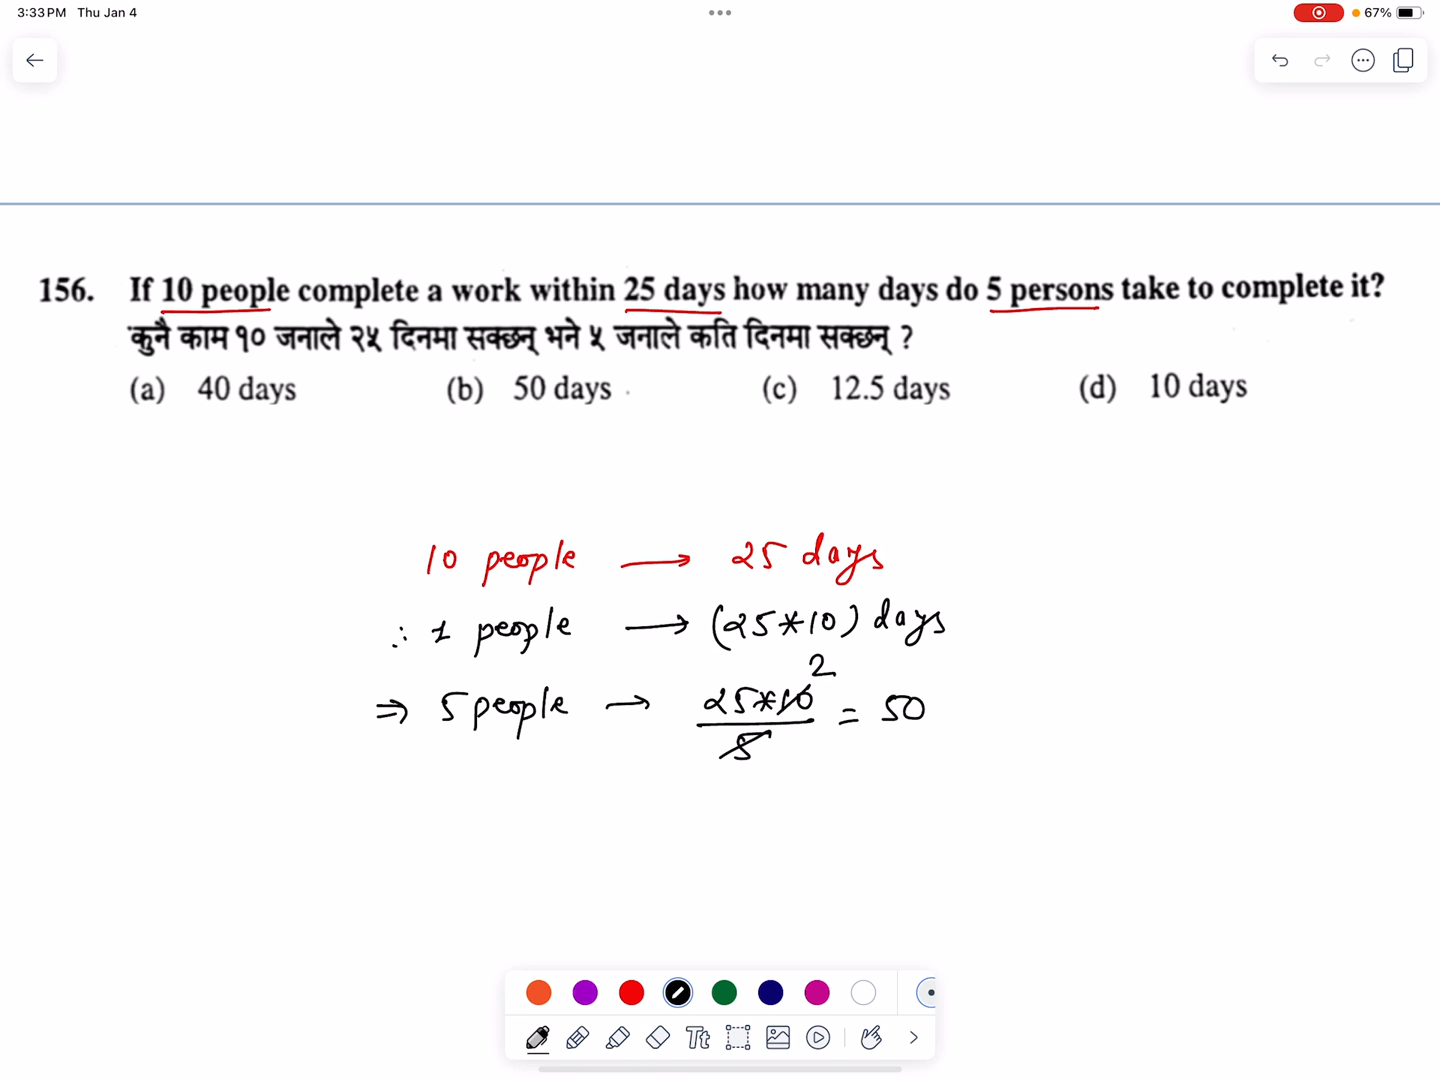 3:33 PM Thu Jan 4
67%
156. If 10 people complete a work within 25 days how many days do 5 persons take to complete it?
कुनै काम १० जनाले २५ दिनमा सक्छन् भने ५ जनाले कति दिनमा सक्छन् ?
(a) 40 days (b) 50 days (c) 12.5 days (d) 10 days
10 people → 25 days
∴ 1 people → (25*10) days
2
⇒ 5 people → 25*10 = 50
5
Tt